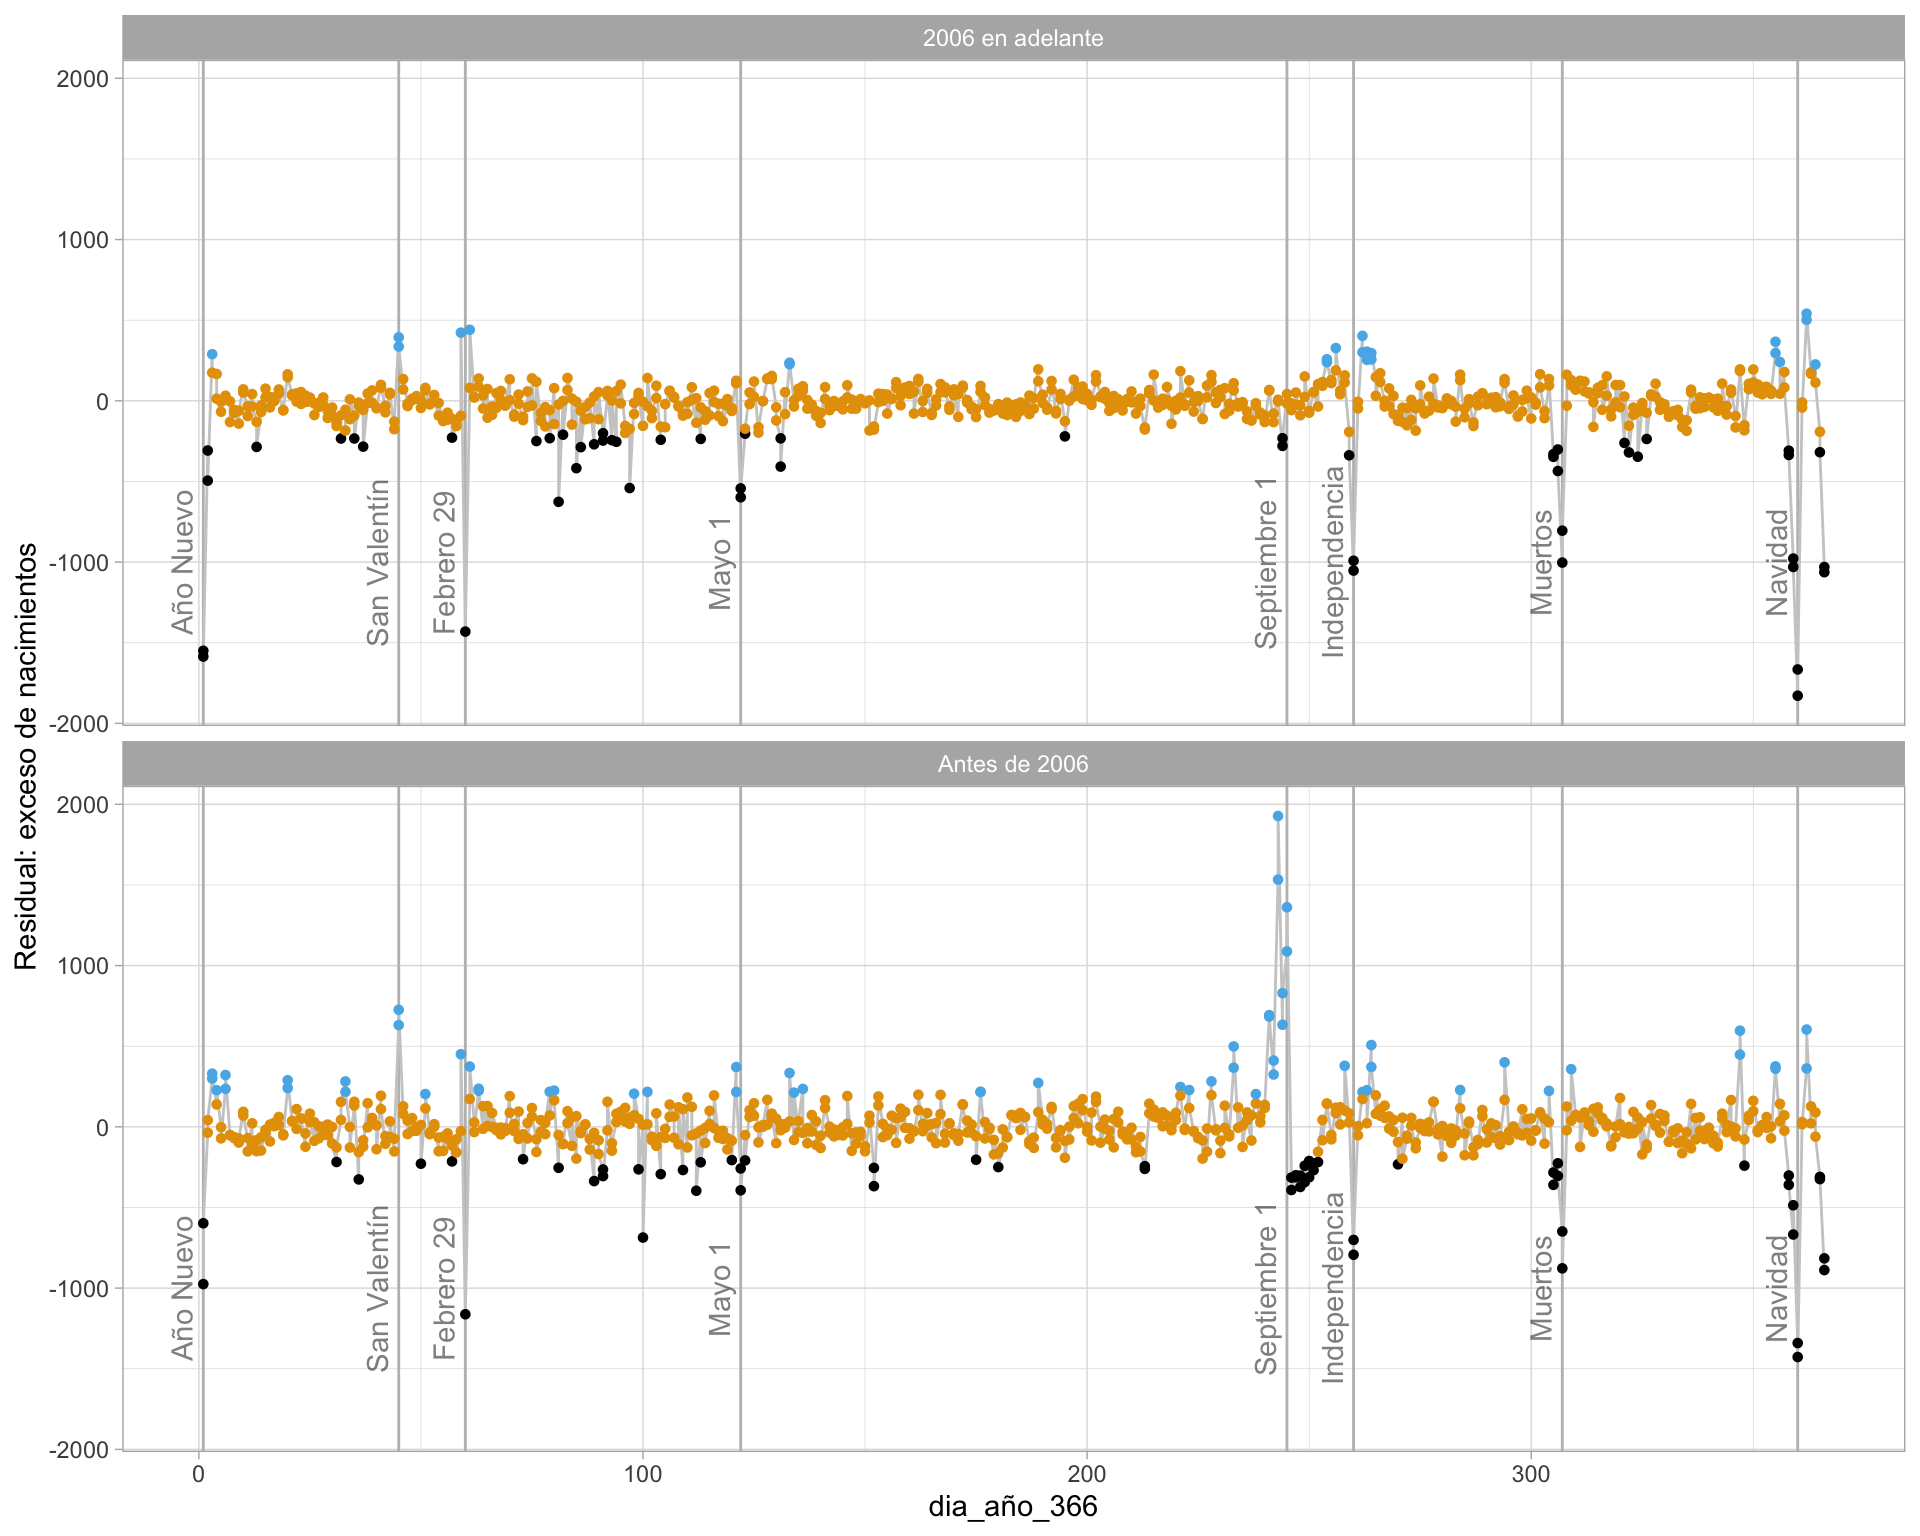 2006 en adelante
2000
1000
0
-1000
-2000
Año Nuevo
San Valentín
Febrero 29
Mayo 1
Septiembre 1
Independencia
Muertos
Navidad
Residual: exceso de nacimientos
Antes de 2006
2000
1000
0
-1000
-2000
Año Nuevo
San Valentín
Febrero 29
Mayo 1
Septiembre 1
Independencia
Muertos
Navidad
0
100
200
300
dia_año_366